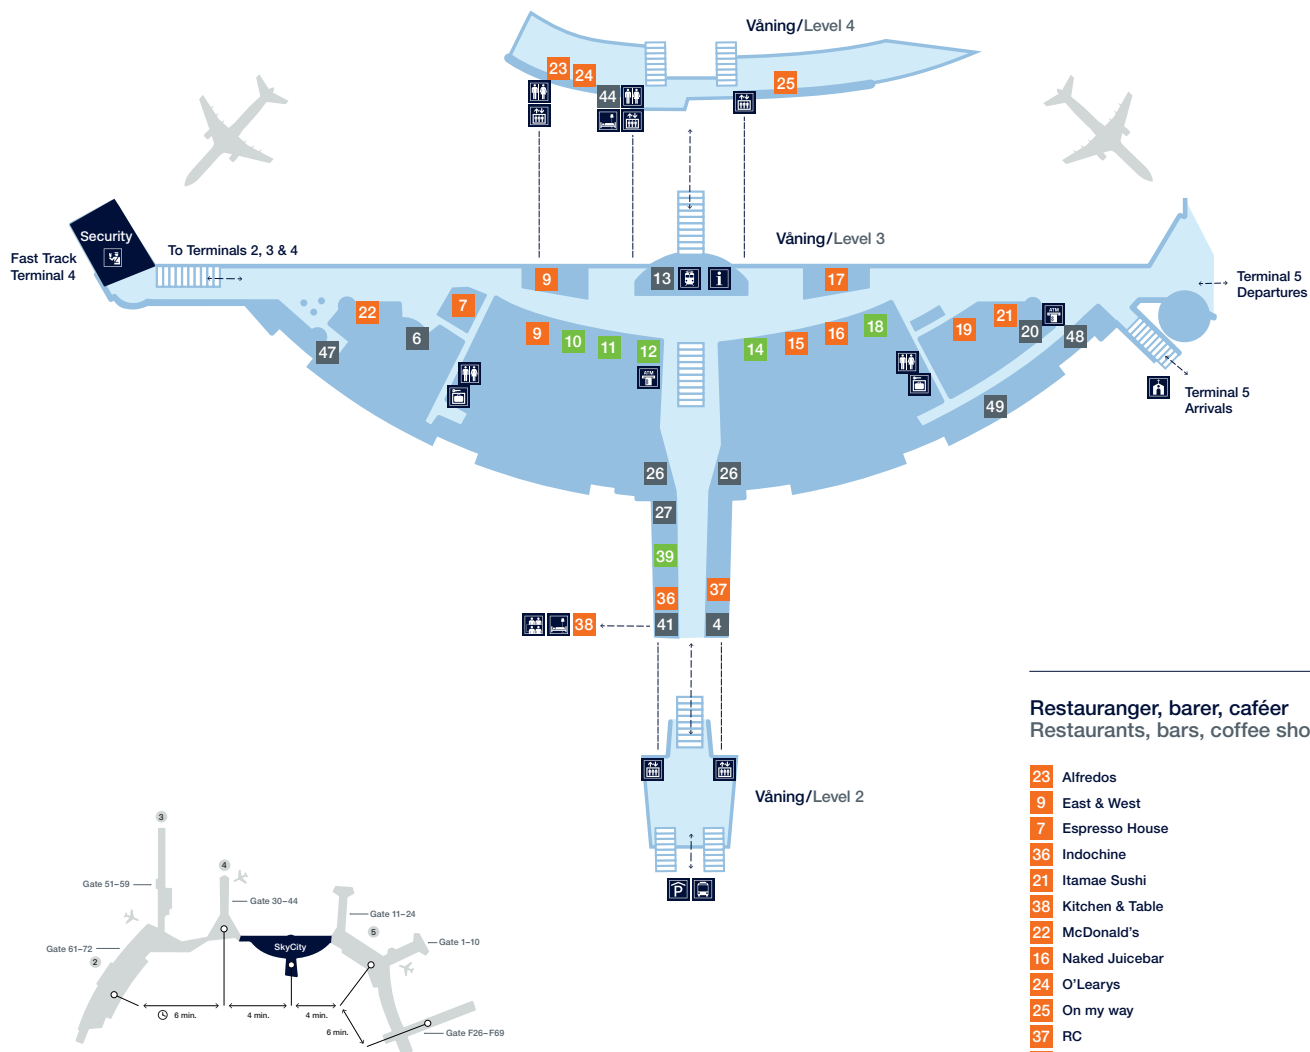 Våning/Level 4
23
24
25
44
Security
Fast Track
Terminal 4
To Terminals 2, 3 & 4
Våning/Level 3
13
9
17
Terminal 5
Departures
22
7
9
10
11
12
14
15
16
18
19
21
20
ATM
48
47
6
ATM
49
Terminal 5
Arrivals
26
26
27
39
36
37
38
41
4
Våning/Level 2
P
Restauranger, barer, caféer
Restaurants, bars, coffee sho
23 Alfredos
9 East & West
7 Espresso House
36 Indochine
21 Itamae Sushi
38 Kitchen & Table
22 McDonald's
16 Naked Juicebar
24 O'Learys
25 On my way
37 RC
3
4
Gate 51–59
Gate 30–44
Gate 11–24
5
Gate 61–72
2
SkyCity
Gate 1–10
6 min.
4 min.
4 min.
6 min.
Gate F26–F69